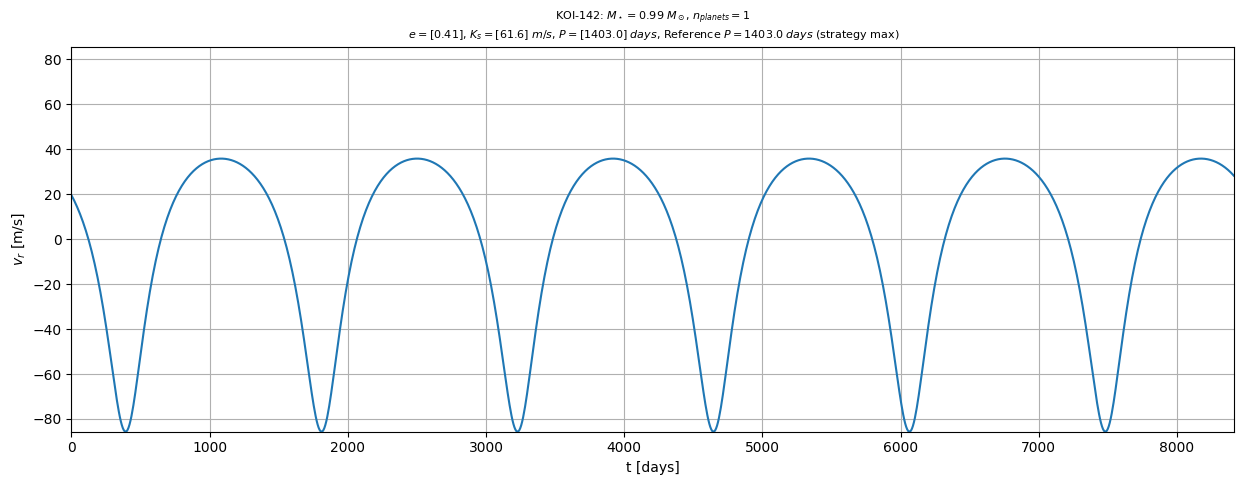 KOI-142: M⋆ = 0.99 M⊙, nplanets = 1
e = [0.41], Ks = [61.6] m/s, P = [1403.0] days, Reference P = 1403.0 days (strategy max)
80
60
40
20
0
−20
−40
−60
−80
vr [m/s]
0 1000 2000 3000 4000 5000 6000 7000 8000
t [days]